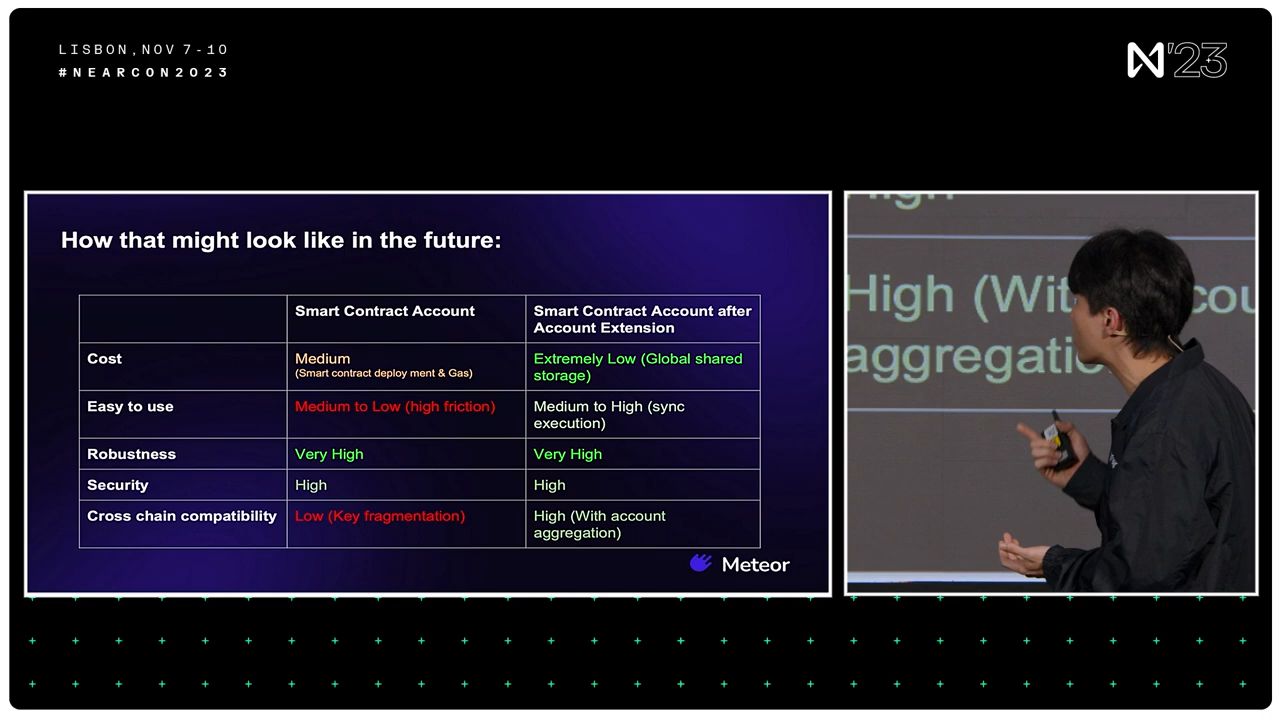 LISBON, NOV 7-10
#NEARCON2023
N'23
How that might look like in the future:
Smart Contract Account
Smart Contract Account after
Account Extension
Cost
Medium
(Smart contract deploy ment & Gas)
Extremely Low (Global shared
storage)
Easy to use
Medium to Low (high friction)
Medium to High (sync
execution)
Robustness
Very High
Very High
Security
High
High
Cross chain compatibility
Low (Key fragmentation)
High (With account
aggregation)
Meteor
High
High (Wit
cou
aggregatio